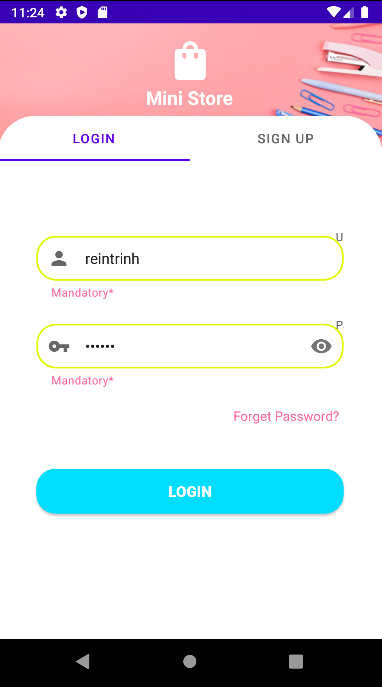 11:24
Mini Store
LOGIN
SIGN UP
U
reintrinh
Mandatory*
P
••••••
Mandatory*
Forget Password?
LOGIN